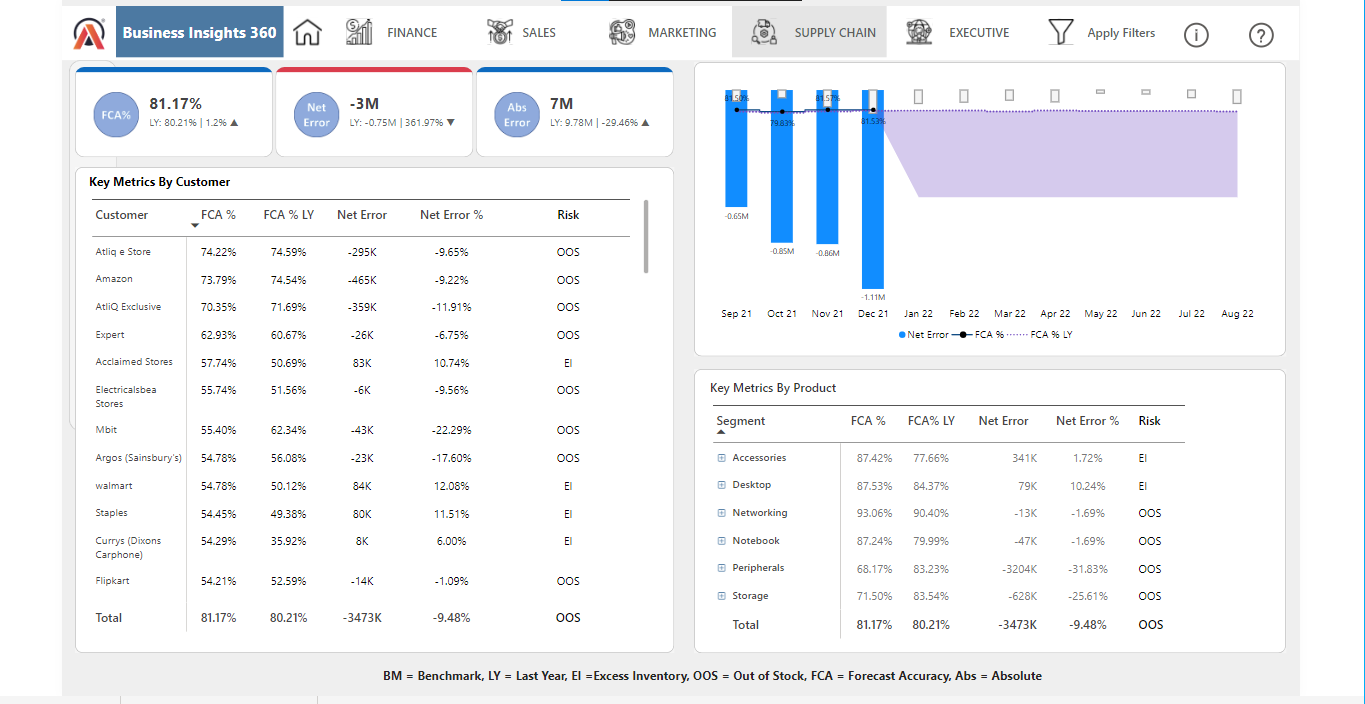 Business Insights 360
FINANCE
SALES
MARKETING
SUPPLY CHAIN
EXECUTIVE
Apply Filters
i
?
FCA%
81.17%
LY: 80.21% | 1.2% ▲
Net
Error
-3M
LY: -0.75M | 361.97% ▼
Abs
Error
7M
LY: 9.78M | -29.46% ▲
Key Metrics By Customer
Customer FCA % FCA % LY Net Error Net Error % Risk
Atliq e Store 74.22% 74.59% -295K -9.65% OOS
Amazon 73.79% 74.54% -465K -9.22% OOS
AtliQ Exclusive 70.35% 71.69% -359K -11.91% OOS
Expert 62.93% 60.67% -26K -6.75% OOS
Acclaimed Stores 57.74% 50.69% 83K 10.74% EI
Electricalsbea
Stores 55.74% 51.56% -6K -9.56% OOS
Mbit 55.40% 62.34% -43K -22.29% OOS
Argos (Sainsbury's) 54.78% 56.08% -23K -17.60% OOS
walmart 54.78% 50.12% 84K 12.08% EI
Staples 54.45% 49.38% 80K 11.51% EI
Currys (Dixons
Carphone) 54.29% 35.92% 8K 6.00% EI
Flipkart 54.21% 52.59% -14K -1.09% OOS
Total 81.17% 80.21% -3473K -9.48% OOS
81.50% 79.83% 81.57% 81.53%
-0.65M -0.85M -0.86M -1.11M
Sep 21 Oct 21 Nov 21 Dec 21 Jan 22 Feb 22 Mar 22 Apr 22 May 22 Jun 22 Jul 22 Aug 22
Net Error FCA % FCA % LY
Key Metrics By Product
Segment FCA % FCA% LY Net Error Net Error % Risk
Accessories 87.42% 77.66% 341K 1.72% EI
Desktop 87.53% 84.37% 79K 10.24% EI
Networking 93.06% 90.40% -13K -1.69% OOS
Notebook 87.24% 79.99% -47K -1.69% OOS
Peripherals 68.17% 83.23% -3204K -31.83% OOS
Storage 71.50% 83.54% -628K -25.61% OOS
Total 81.17% 80.21% -3473K -9.48% OOS
BM = Benchmark, LY = Last Year, EI =Excess Inventory, OOS = Out of Stock, FCA = Forecast Accuracy, Abs = Absolute